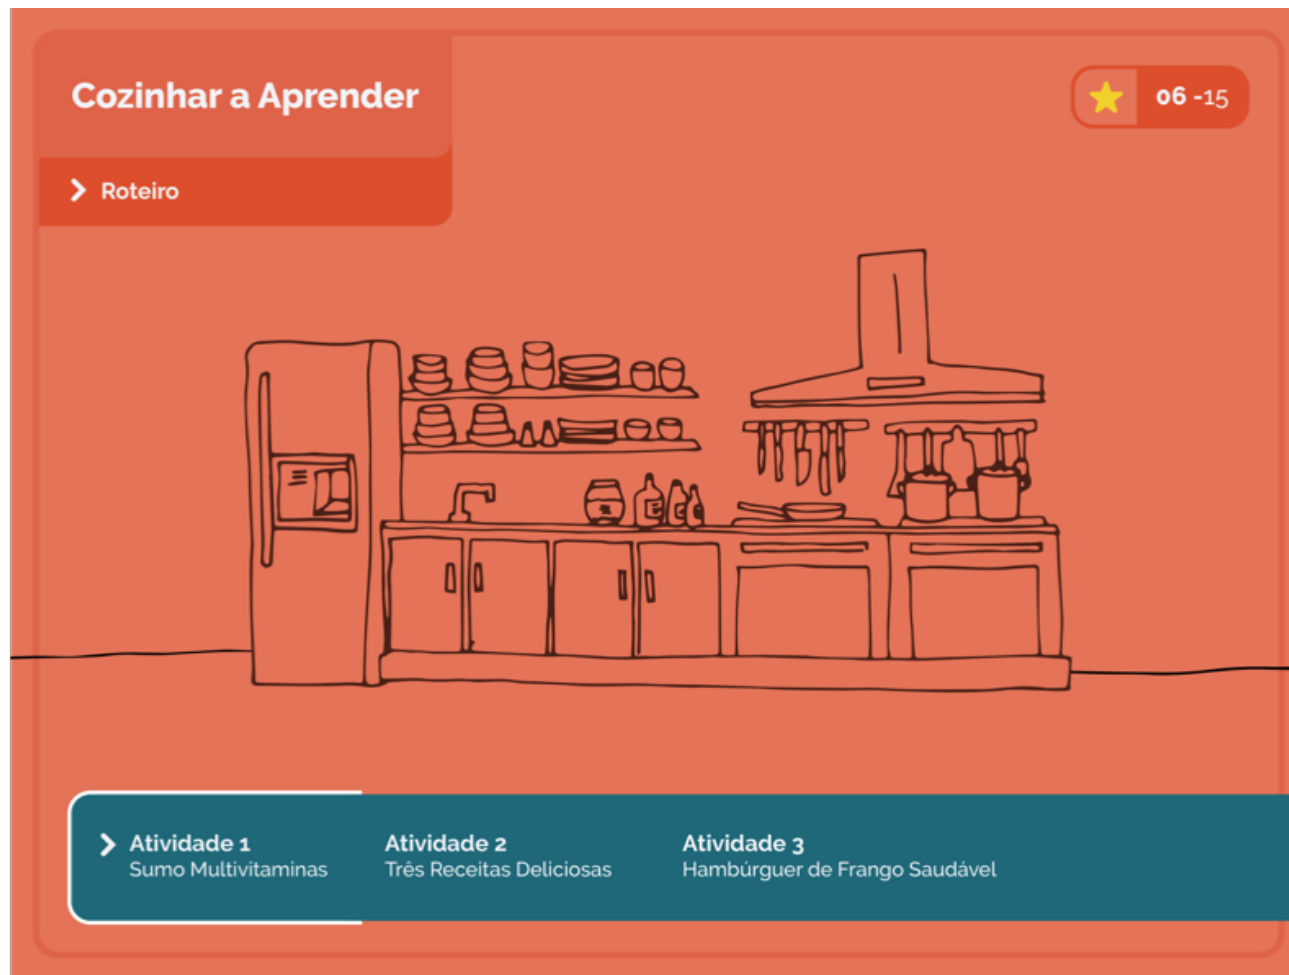 Cozinhar a Aprender
06 -15
Roteiro
Atividade 1
Sumo Multivitaminas
Atividade 2
Três Receitas Deliciosas
Atividade 3
Hambúrguer de Frango Saudável